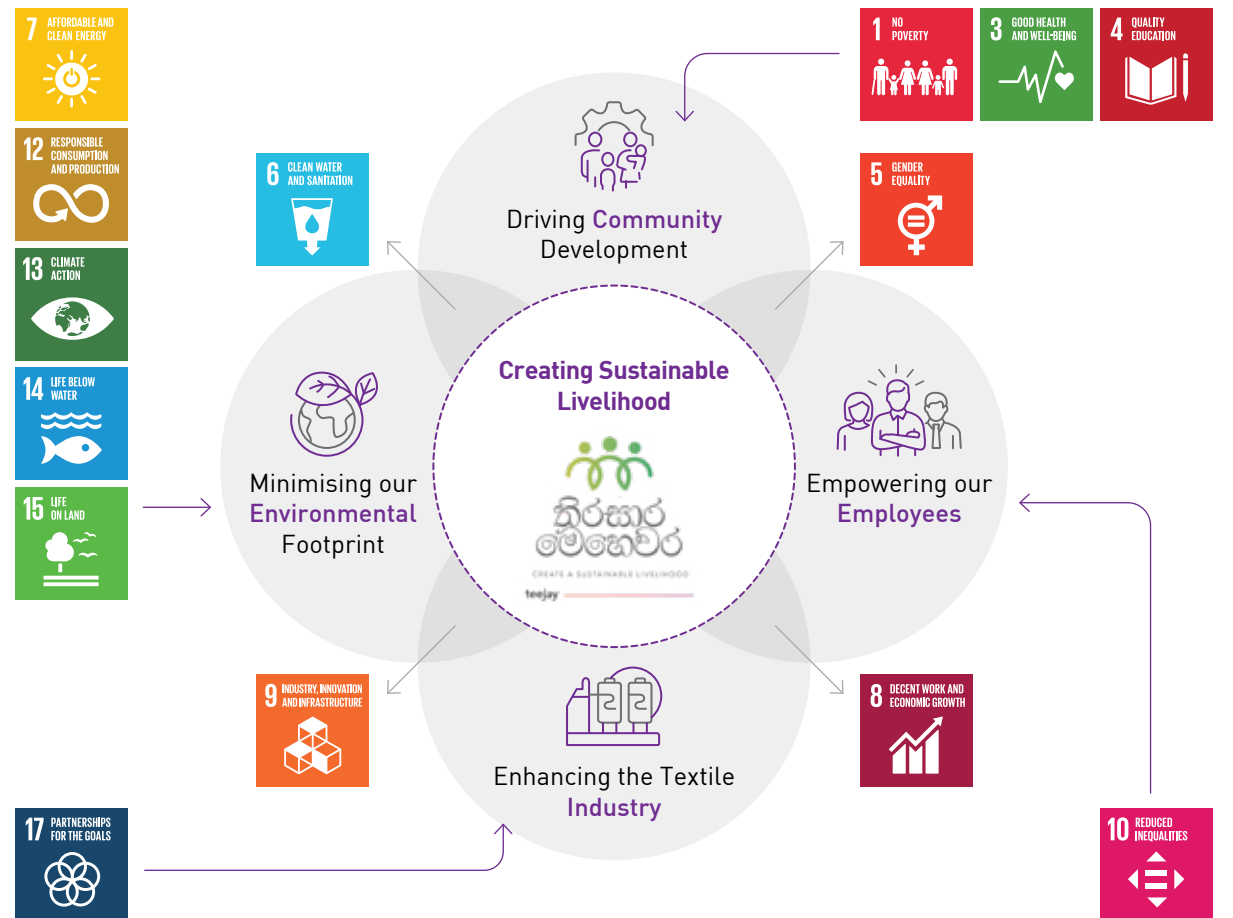 7 AFFORDABLE AND
CLEAN ENERGY
1 NO
POVERTY
3 GOOD HEALTH
AND WELL-BEING
4 QUALITY
EDUCATION
12 RESPONSIBLE
CONSUMPTION
AND PRODUCTION
6 CLEAN WATER
AND SANITATION
5 GENDER
EQUALITY
Driving Community
Development
13 CLIMATE
ACTION
14 LIFE BELOW
WATER
15 LIFE
ON LAND
Creating Sustainable
Livelihood
තිරසාර
මෙහෙවර
CREATE A SUSTAINABLE LIVELIHOOD
teejay
Minimising our
Environmental
Footprint
Empowering our
Employees
9 INDUSTRY, INNOVATION
AND INFRASTRUCTURE
8 DECENT WORK AND
ECONOMIC GROWTH
Enhancing the Textile
Industry
17 PARTNERSHIPS
FOR THE GOALS
10 REDUCED
INEQUALITIES